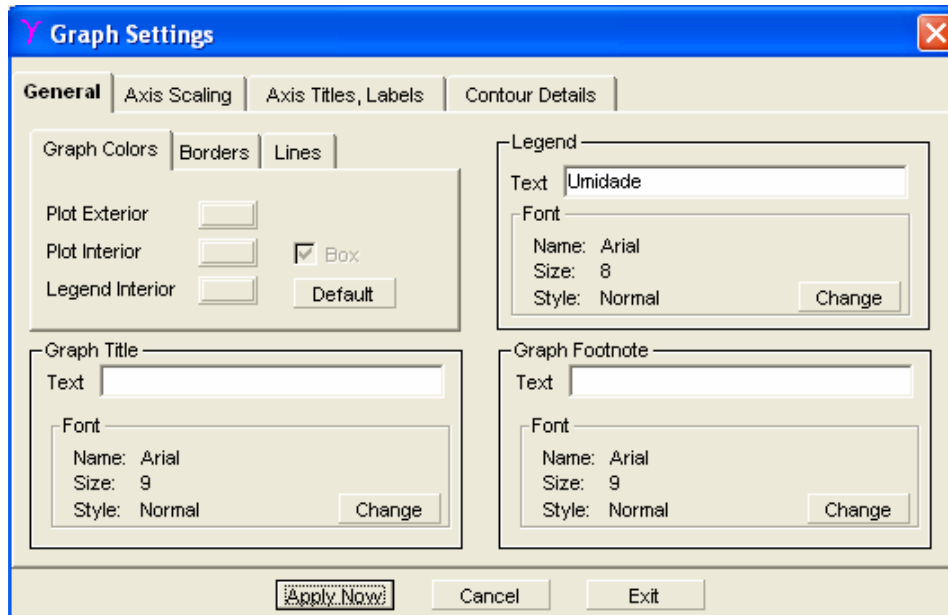 γ Graph Settings
General Axis Scaling Axis Titles, Labels Contour Details
Graph Colors Borders Lines
Plot Exterior
Plot Interior Box
Legend Interior Default
Legend
Text Umidade
Font
Name: Arial
Size: 8
Style: Normal Change
Graph Title
Text
Font
Name: Arial
Size: 9
Style: Normal Change
Graph Footnote
Text
Font
Name: Arial
Size: 9
Style: Normal Change
Apply Now Cancel Exit